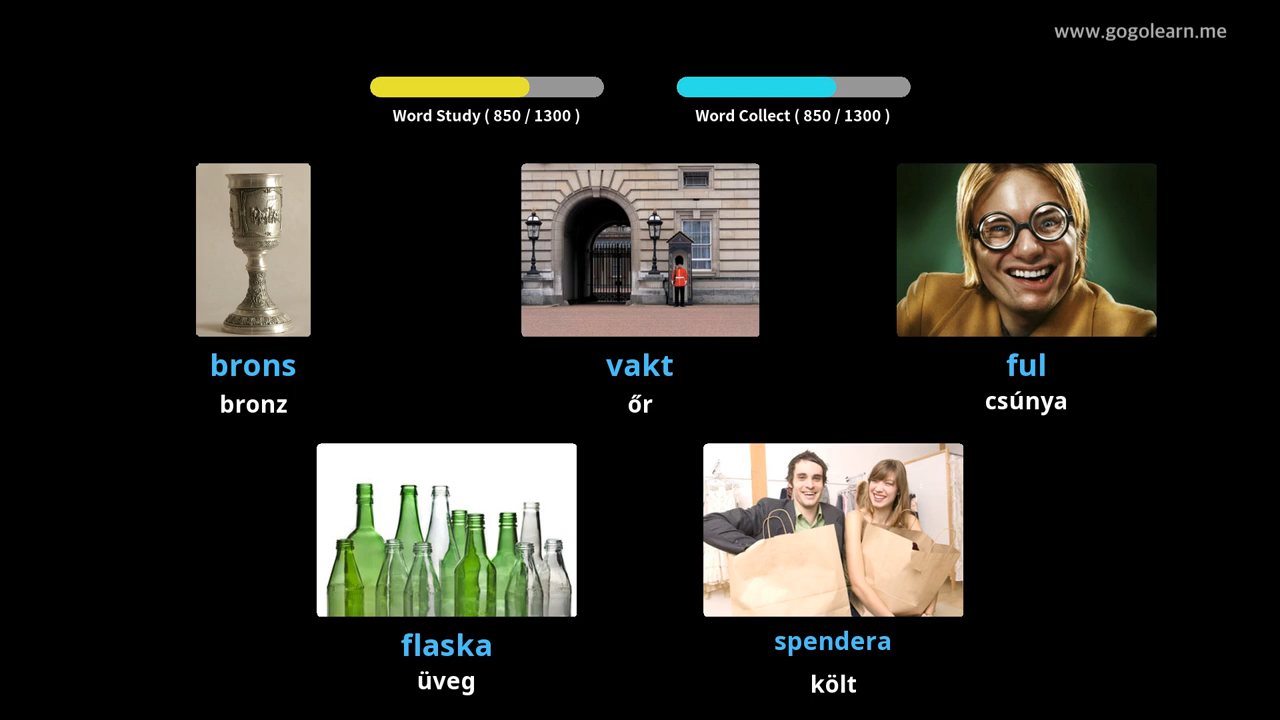 www.gogolearn.me
Word Study ( 850 / 1300 )
Word Collect ( 850 / 1300 )
brons
bronz
vakt
őr
ful
csúnya
flaska
üveg
spendera
költ